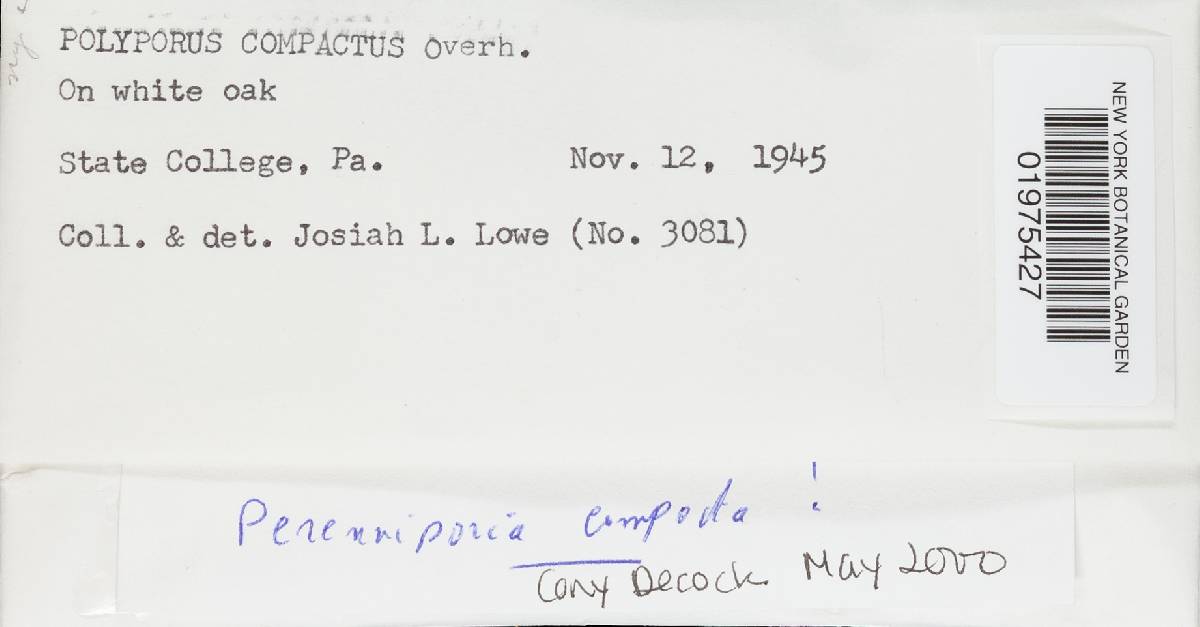 POLYPORUS COMPACTUS Overh.
On white oak
State College, Pa. Nov. 12, 1945
Coll. & det. Josiah L. Lowe (No. 3081)
NEW YORK BOTANICAL GARDEN
01975427
Perenniporia compacta !
Cony Decock May 2000